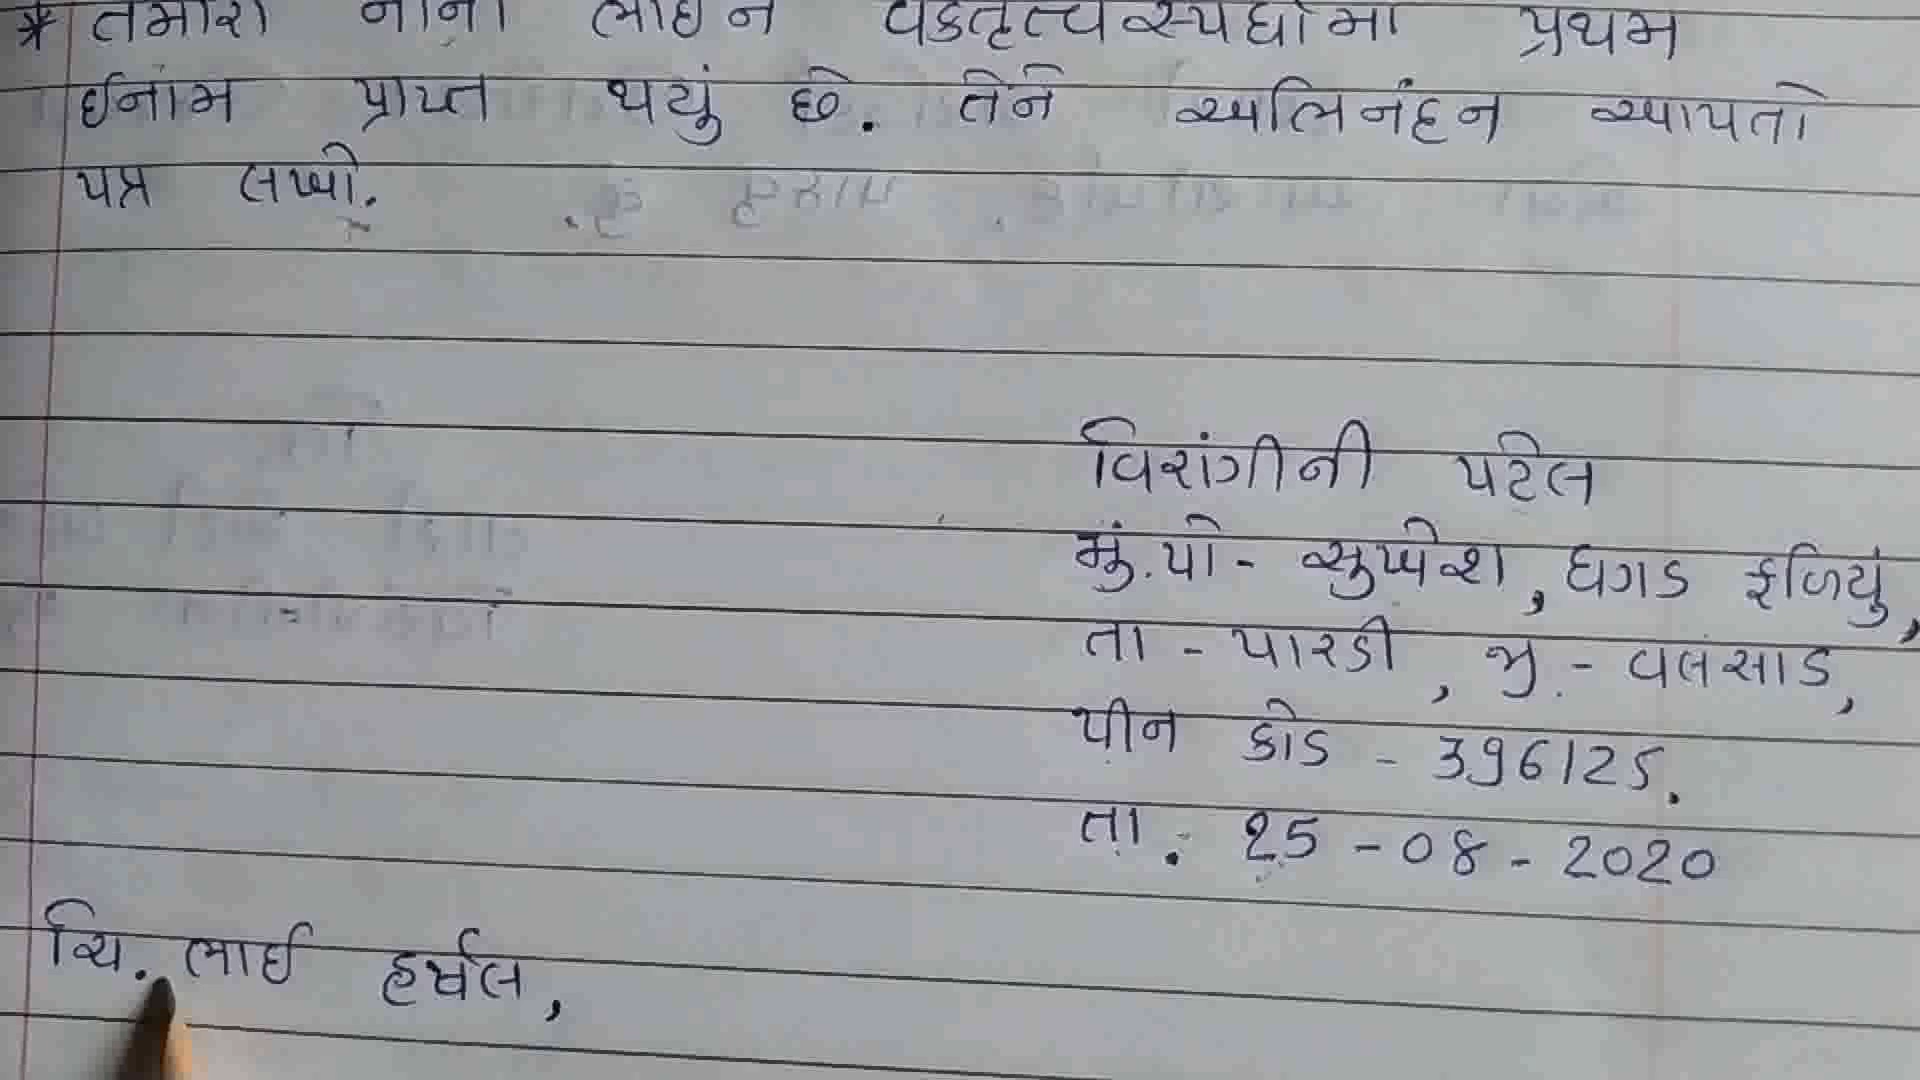 * તમારા નાના ભાઈને વકતૃત્વસ્પર્ધામાં પ્રથમ
ઈનામ પ્રાપ્ત થયું છે. તેને અભિનંદન આપતો
પત્ર લખો.
વિરાંગીની પટેલ
મું.પો - સુખેશ, ધગડ ફળિયું,
તા - પારડી, જી. - વલસાડ,
પીન કોડ - 396125.
તા. 25 - 08 - 2020
ચિ. ભાઈ હર્ષલ,